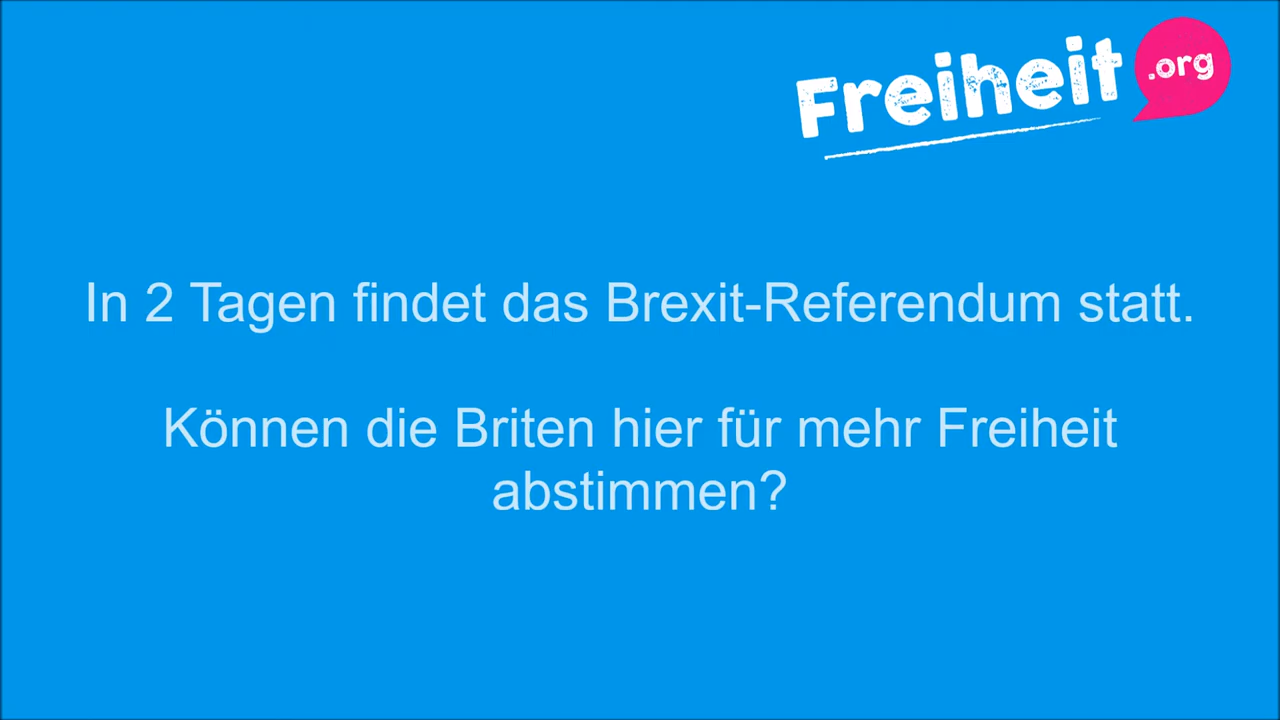 Freiheit .org
In 2 Tagen findet das Brexit-Referendum statt.
Können die Briten hier für mehr Freiheit
abstimmen?